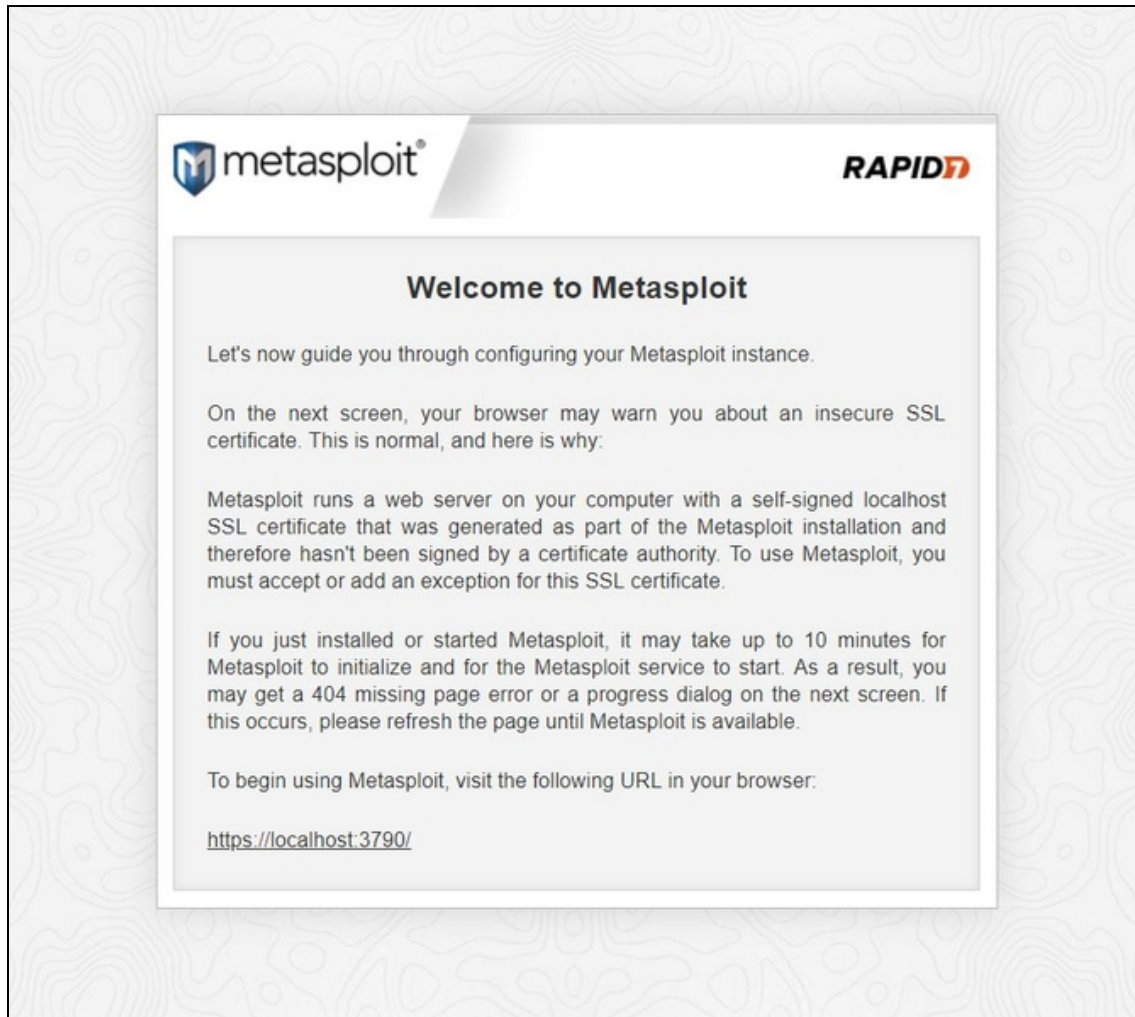 metasploit®
RAPID7
Welcome to Metasploit
Let's now guide you through configuring your Metasploit instance.
On the next screen, your browser may warn you about an insecure SSL
certificate. This is normal, and here is why:
Metasploit runs a web server on your computer with a self-signed localhost
SSL certificate that was generated as part of the Metasploit installation and
therefore hasn't been signed by a certificate authority. To use Metasploit, you
must accept or add an exception for this SSL certificate.
If you just installed or started Metasploit, it may take up to 10 minutes for
Metasploit to initialize and for the Metasploit service to start. As a result, you
may get a 404 missing page error or a progress dialog on the next screen. If
this occurs, please refresh the page until Metasploit is available.
To begin using Metasploit, visit the following URL in your browser:
https://localhost:3790/